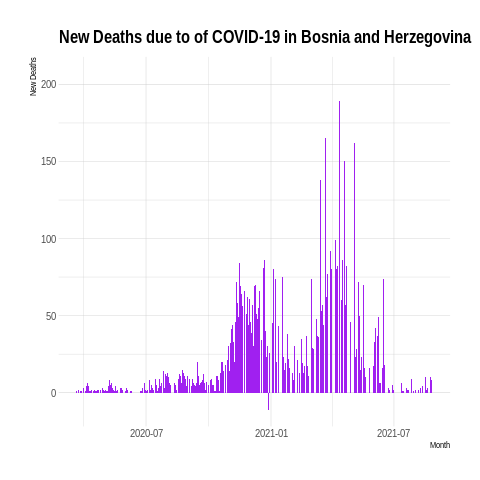 New Deaths due to of COVID-19 in Bosnia and Herzegovina
New Deaths
200
150
100
50
0
2020-07 2021-01 2021-07
Month